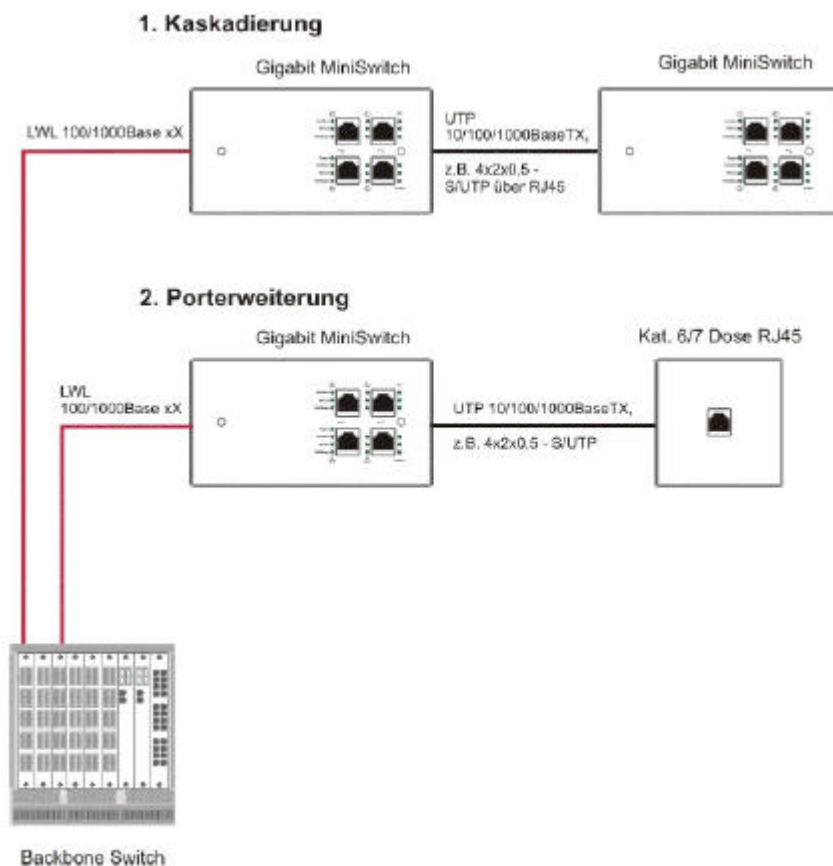 1. Kaskadierung
Gigabit MiniSwitch
Gigabit MiniSwitch
LWL 100/1000Base xX
UTP
10/100/1000BaseTX,
z.B. 4x2x0,5 -
S/UTP über RJ45
2. Porterweiterung
Gigabit MiniSwitch
Kat. 6/7 Dose RJ45
LWL
100/1000Base xX
UTP 10/100/1000BaseTX,
z.B. 4x2x0.5 - S/UTP
Backbone Switch